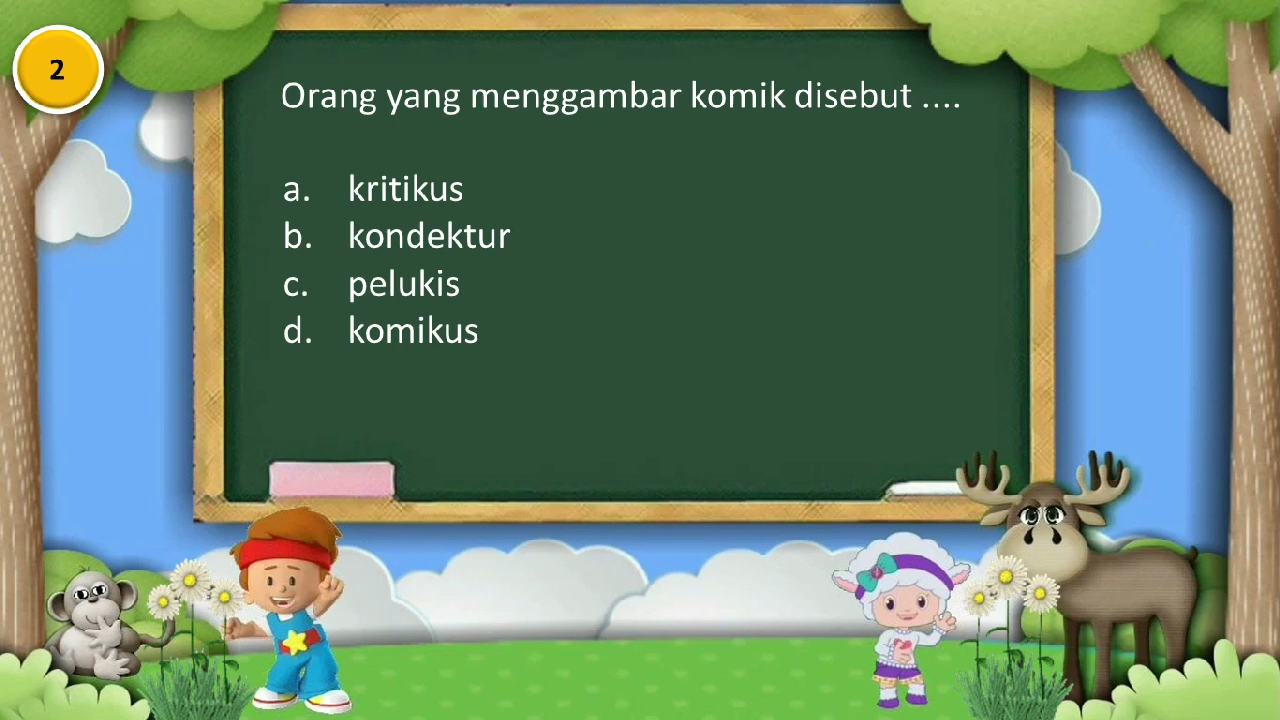 2
Orang yang menggambar komik disebut ....
a. kritikus
b. kondektur
c. pelukis
d. komikus